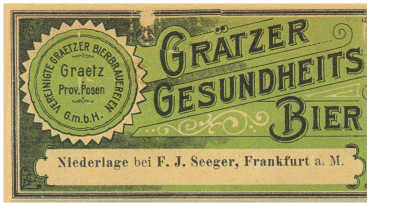 VEREINIGTE GRAETZER BIERBRAUEREIEN
Graetz
Prov. Posen
G.m.b.H.
GRÄTZER
GESUNDHEITS
BIER
Niederlage bei F. J. Seeger, Frankfurt a. M.